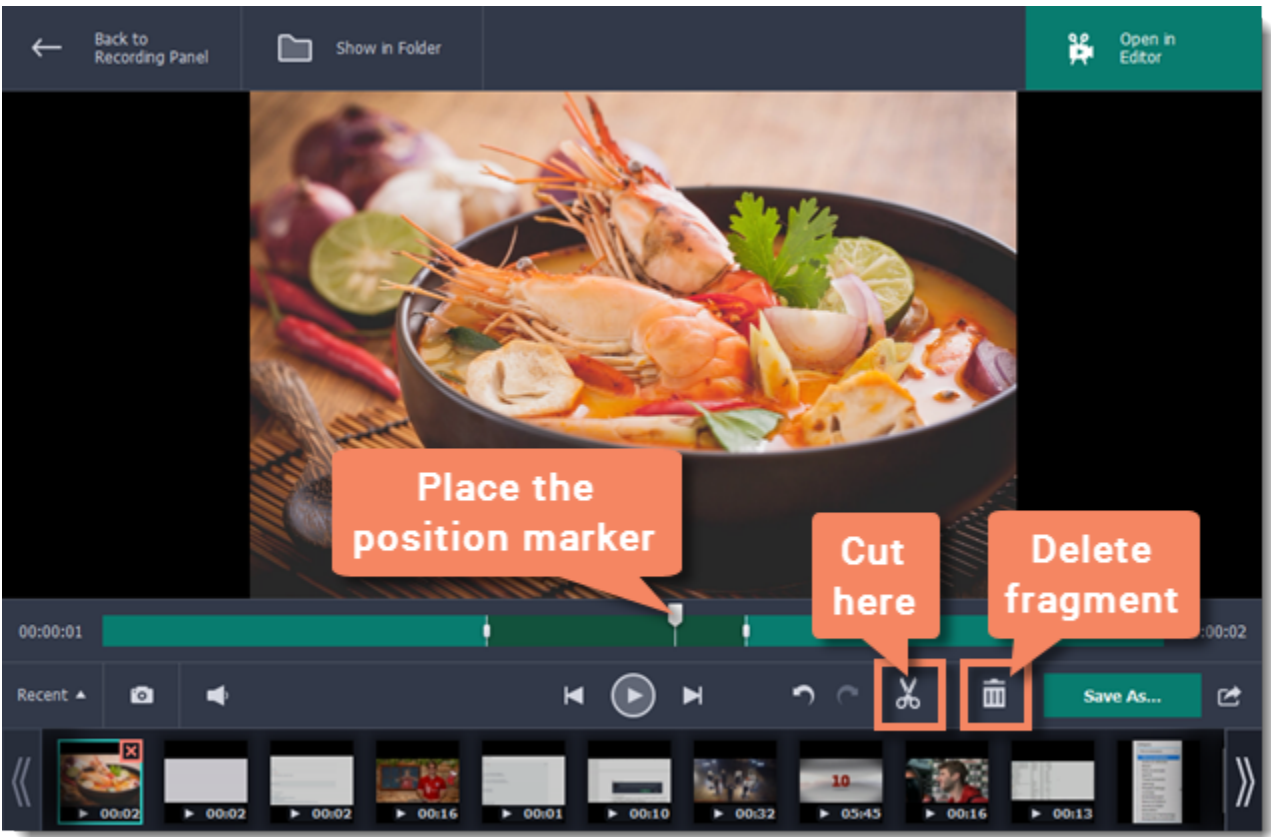 Back to
Recording Panel
Show in Folder
Open in
Editor
Place the
position marker
Cut
here
Delete
fragment
00:00:01
:00:02
Recent
Save As...
10
00:02
00:02
00:02
00:16
00:01
00:10
00:32
05:45
00:16
00:13